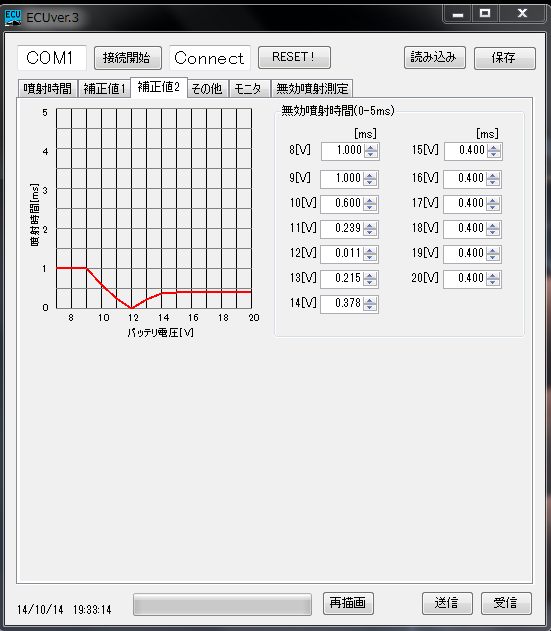 ECUver.3
COM1 接続開始 Connect RESET! 読み込み 保存
噴射時間 補正値1 補正値2 その他 モニタ 無効噴射測定
無効噴射時間(0-5ms)
[ms] [ms]
8[V] 1.000 15[V] 0.400
9[V] 1.000 16[V] 0.400
10[V] 0.600 17[V] 0.400
11[V] 0.239 18[V] 0.400
12[V] 0.011 19[V] 0.400
13[V] 0.215 20[V] 0.400
14[V] 0.378
噴射時間[ms]
5
4
3
2
1
0
8 10 12 14 16 18 20
バッテリ電圧[V]
14/10/14 19:33:14 再描画 送信 受信